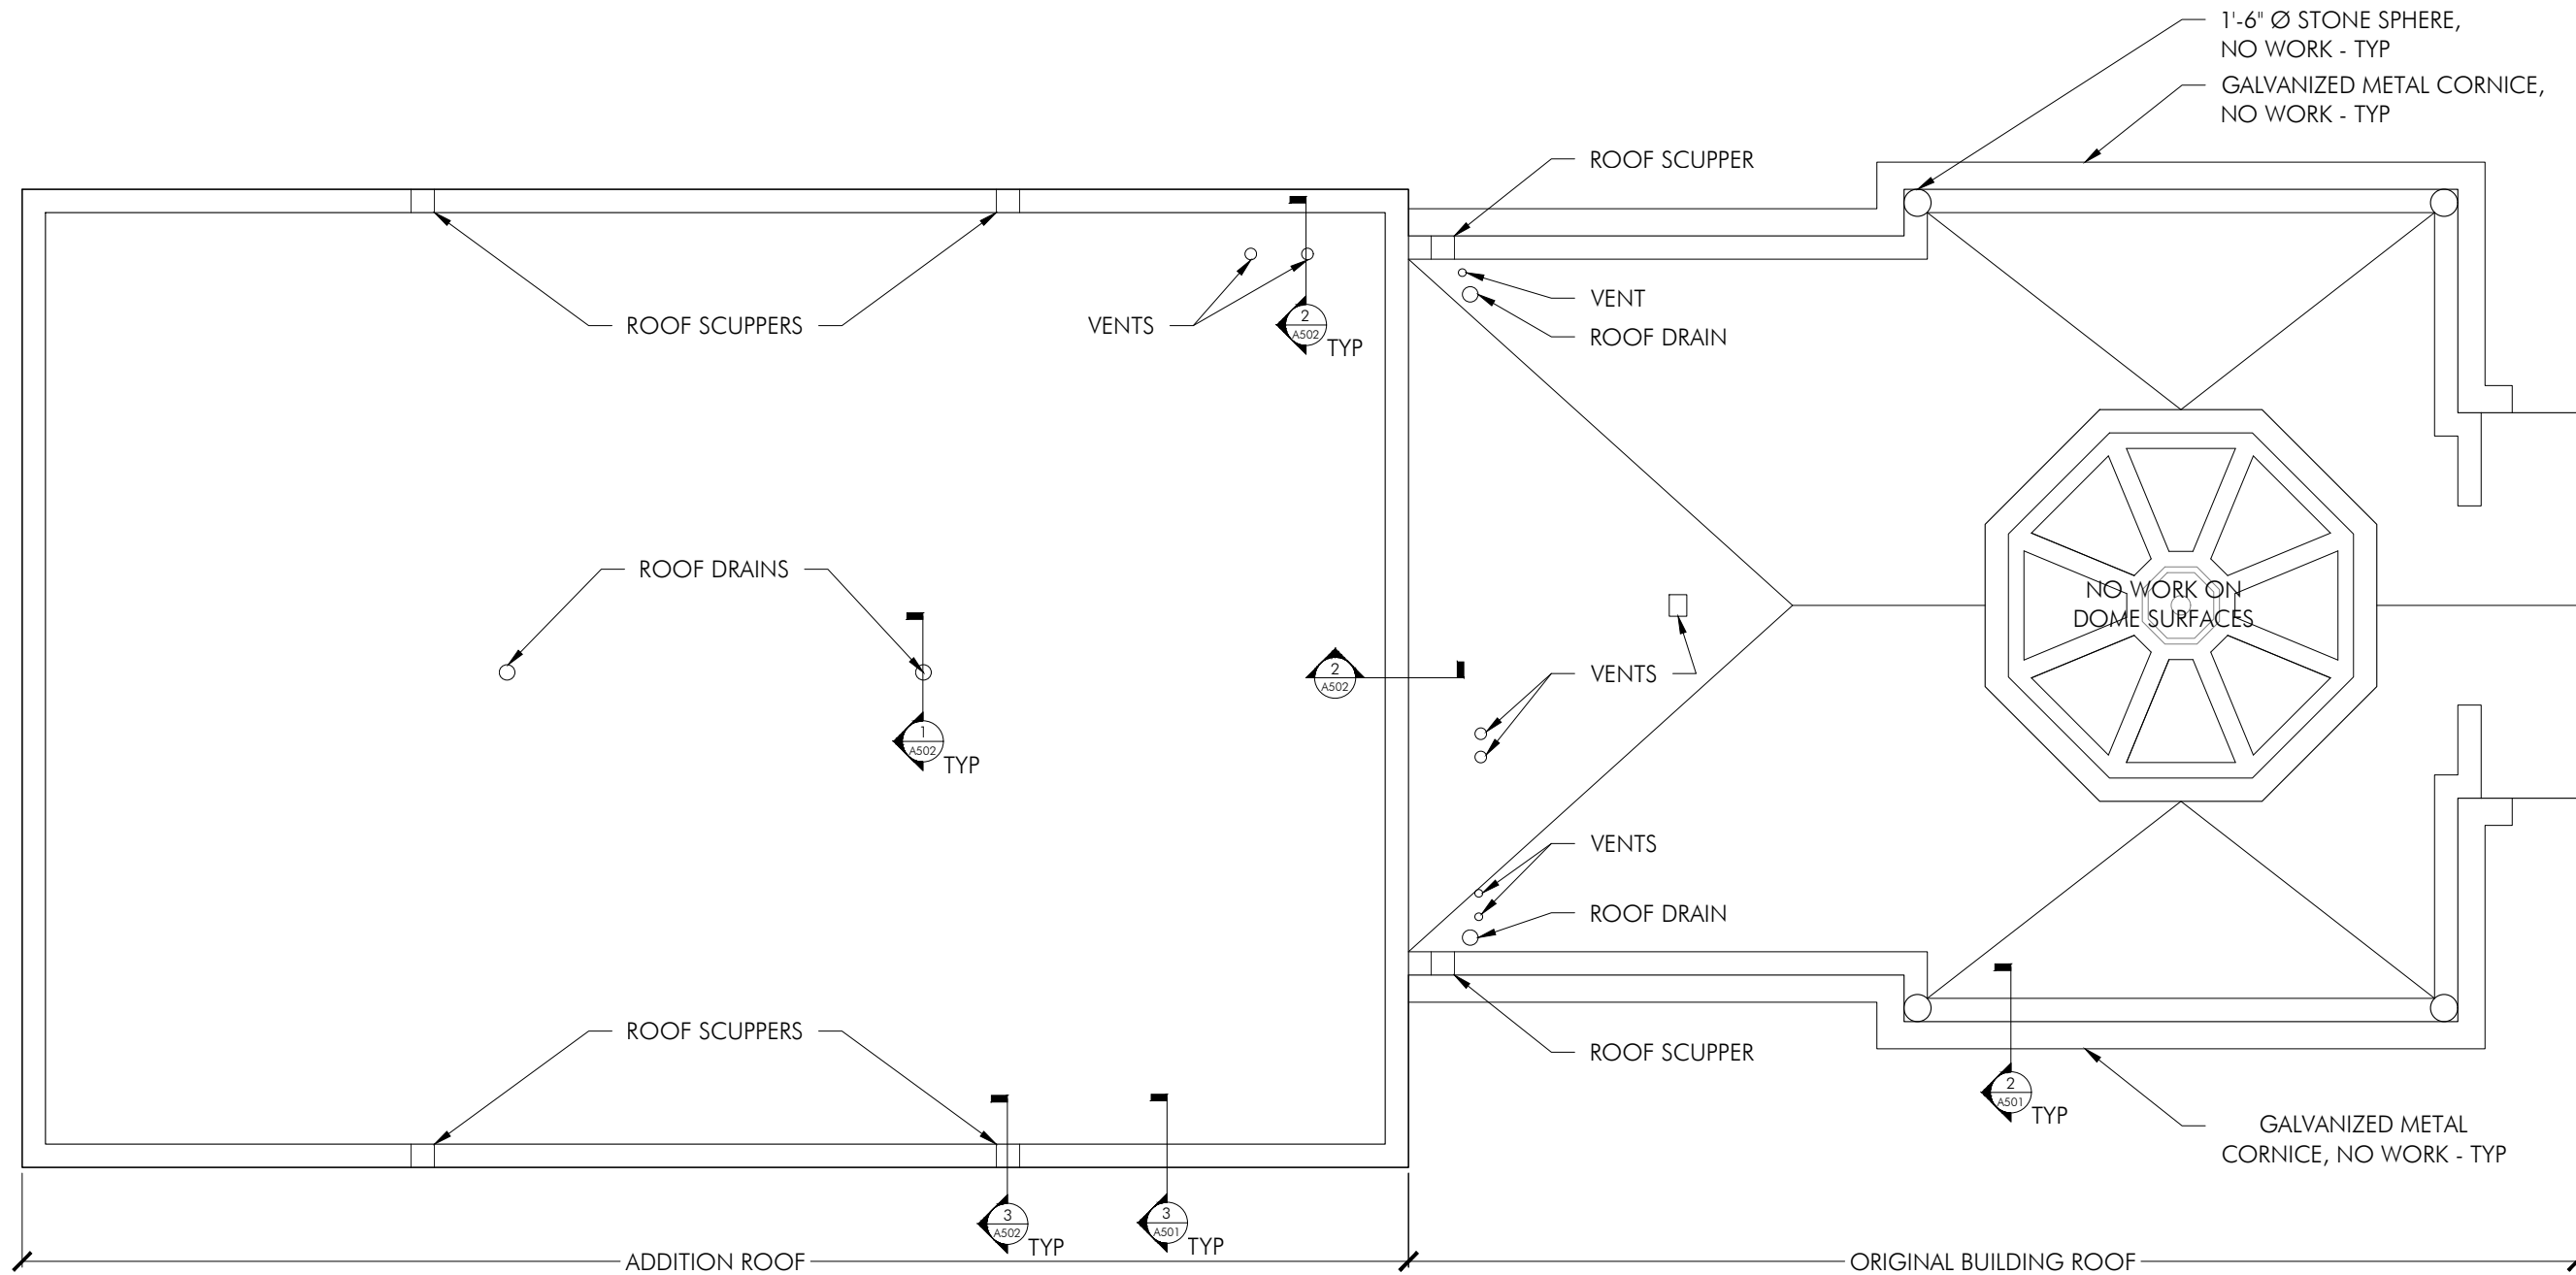 1'-6" Ø STONE SPHERE,
NO WORK - TYP
GALVANIZED METAL CORNICE,
NO WORK - TYP
ROOF SCUPPER
VENT
ROOF DRAIN
ROOF SCUPPERS
VENTS
2
A502
TYP
ROOF DRAINS
1
A502
TYP
2
A502
VENTS
NO WORK ON
DOME SURFACES
VENTS
ROOF DRAIN
ROOF SCUPPERS
ROOF SCUPPER
2
A501
TYP
GALVANIZED METAL
CORNICE, NO WORK - TYP
3
A502
TYP
3
A501
TYP
ADDITION ROOF
ORIGINAL BUILDING ROOF